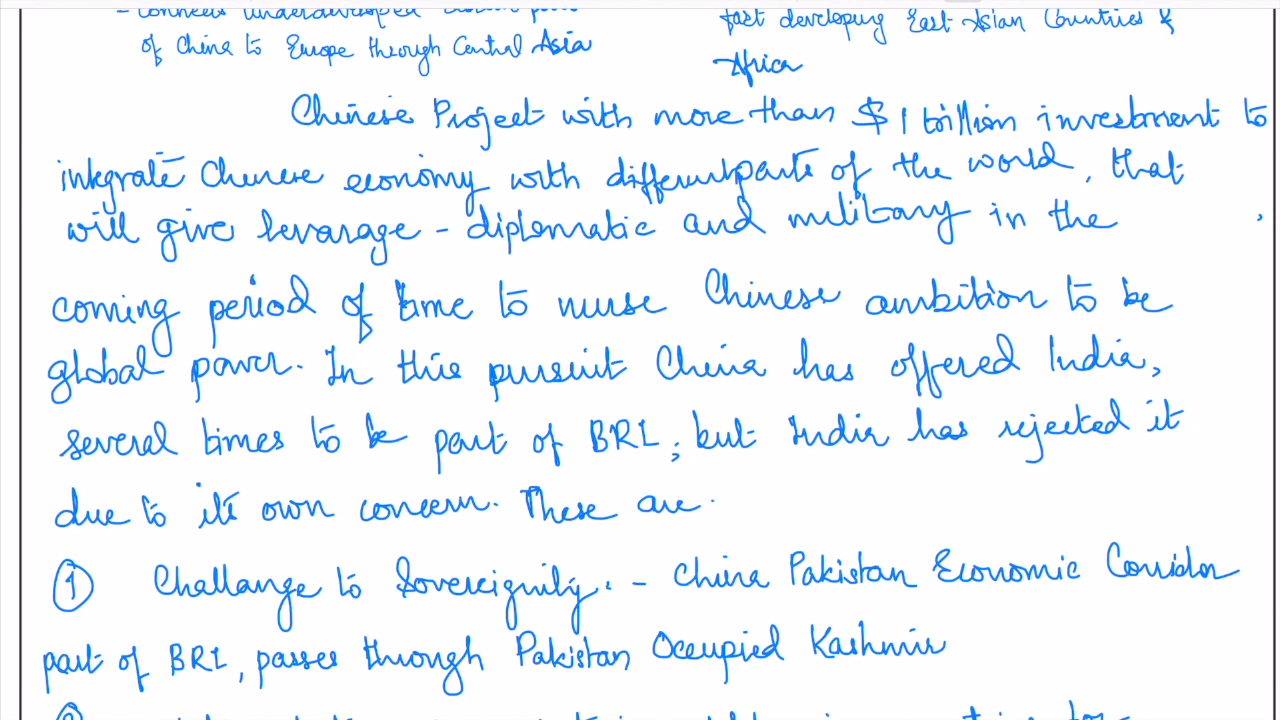 - connects underdeveloped
fast developing East Asian Countries &
of China to Europe through Central Asia
Africa
Chinese Project with more than $ 1 trillion investment to
integrate Chinese economy with different parts of the world, that
will give levarage - diplomatic and military in the
coming period of time to nurse Chinese ambition to be
global power. In this pursuit China has offered India,
several times to be part of BRI, but India has rejected it
due to its own concern. These are.
① Challange to Sovereignity. - China Pakistan Economic Corridor
part of BRI, passes through Pakistan Occupied Kashmir